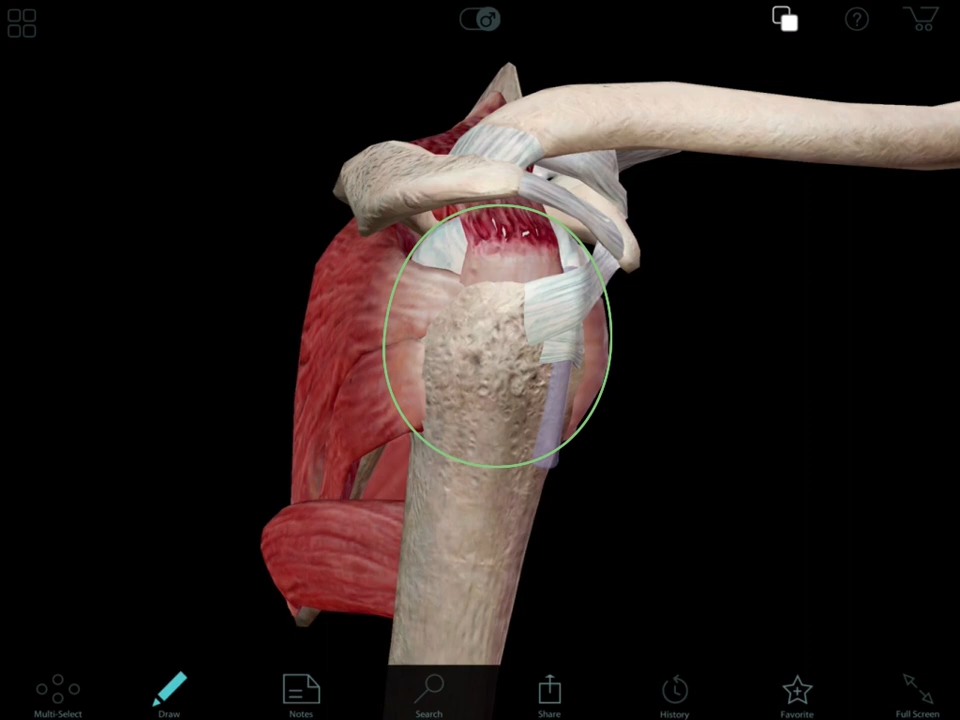 Multi-Select
Draw
Notes
Search
Share
History
Favorite
Full Screen